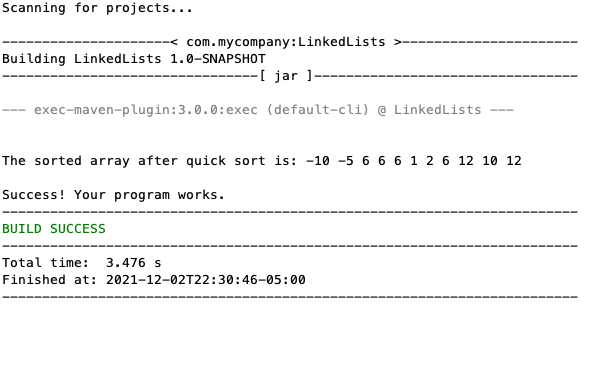 Scanning for projects...
---------------------< com.mycompany:LinkedLists >----------------------
Building LinkedLists 1.0-SNAPSHOT
--------------------------------[ jar ]---------------------------------
--- exec-maven-plugin:3.0.0:exec (default-cli) @ LinkedLists ---
The sorted array after quick sort is: -10 -5 6 6 6 1 2 6 12 10 12
Success! Your program works.
------------------------------------------------------------------------
BUILD SUCCESS
------------------------------------------------------------------------
Total time:  3.476 s
Finished at: 2021-12-02T22:30:46-05:00
------------------------------------------------------------------------